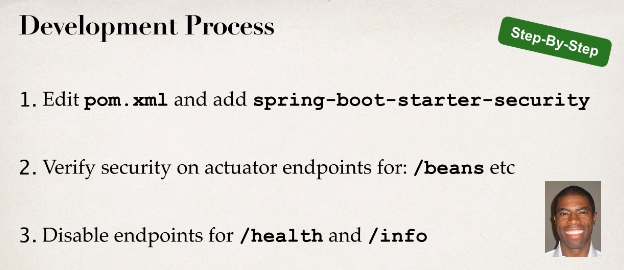 Development Process
Step-By-Step
1. Edit pom.xml and add spring-boot-starter-security
2. Verify security on actuator endpoints for: /beans etc
3. Disable endpoints for /health and /info